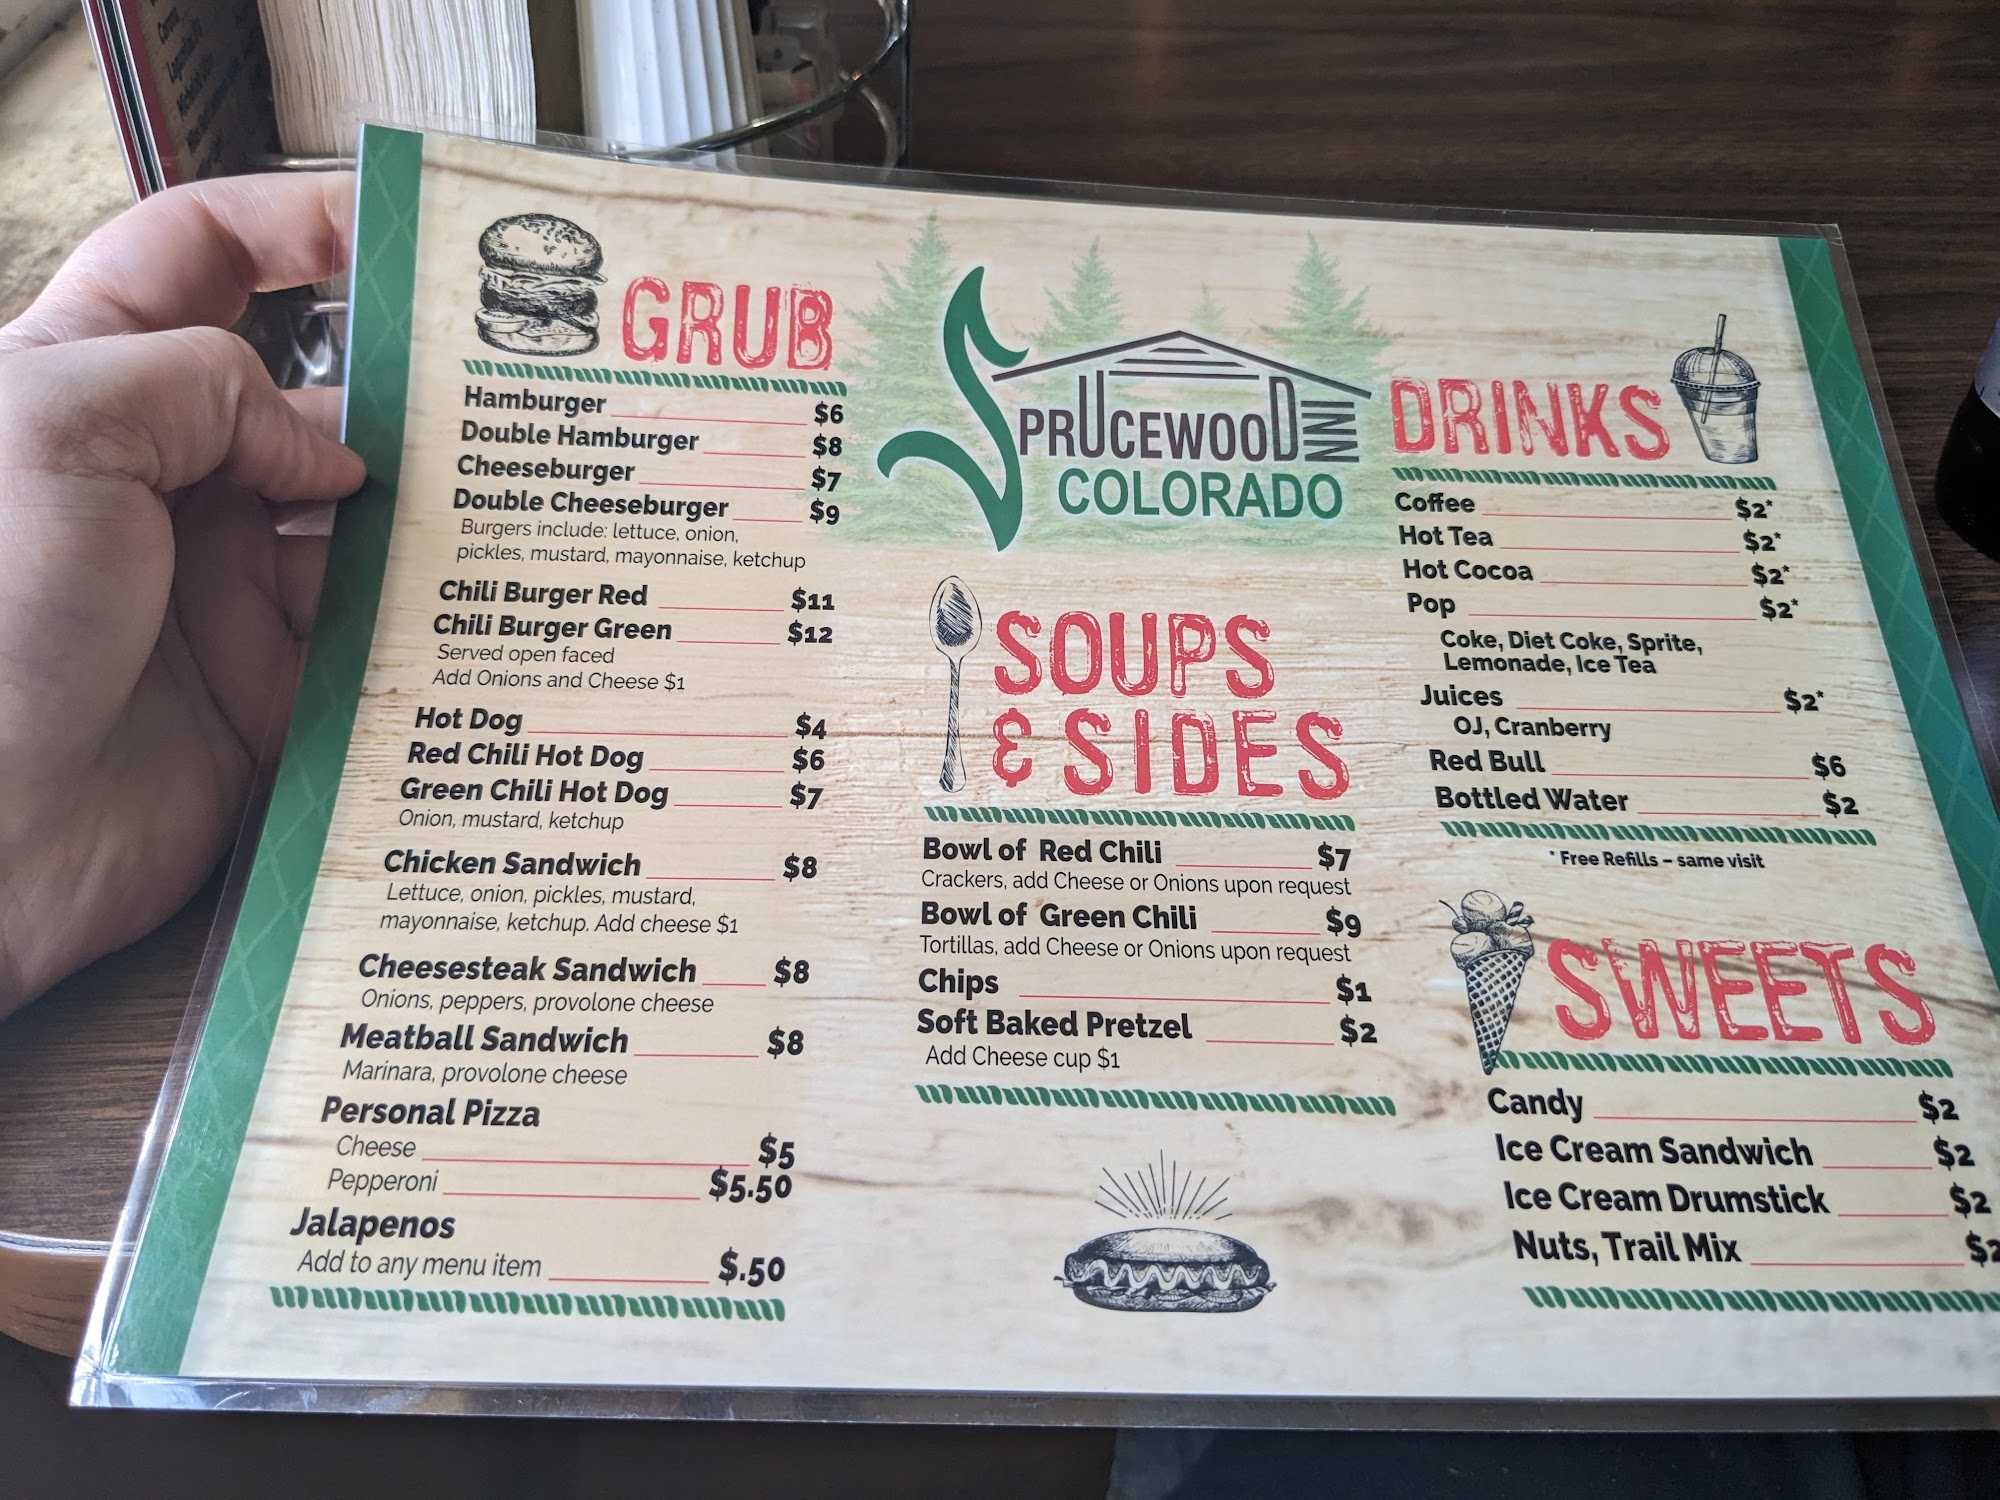 GRUB
Hamburger $6
Double Hamburger $8
Cheeseburger $7
Double Cheeseburger $9
Burgers include: lettuce, onion,
pickles, mustard, mayonnaise, ketchup
Chili Burger Red $11
Chili Burger Green $12
Served open faced
Add Onions and Cheese $1
Hot Dog $4
Red Chili Hot Dog $6
Green Chili Hot Dog $7
Onion, mustard, ketchup
Chicken Sandwich $8
Lettuce, onion, pickles, mustard,
mayonnaise, ketchup. Add cheese $1
Cheesesteak Sandwich $8
Onions, peppers, provolone cheese
Meatball Sandwich $8
Marinara, provolone cheese
Personal Pizza
Cheese $5
Pepperoni $5.50
Jalapenos
Add to any menu item $.50
SPRUCEWOOD INN
COLORADO
SOUPS
& SIDES
Bowl of Red Chili $7
Crackers, add Cheese or Onions upon request
Bowl of Green Chili $9
Tortillas, add Cheese or Onions upon request
Chips $1
Soft Baked Pretzel $2
Add Cheese cup $1
DRINKS
Coffee $2*
Hot Tea $2*
Hot Cocoa $2*
Pop $2*
Coke, Diet Coke, Sprite,
Lemonade, Ice Tea
Juices $2*
OJ, Cranberry
Red Bull $6
Bottled Water $2
* Free Refills – same visit
SWEETS
Candy $2
Ice Cream Sandwich $2
Ice Cream Drumstick $2
Nuts, Trail Mix $2